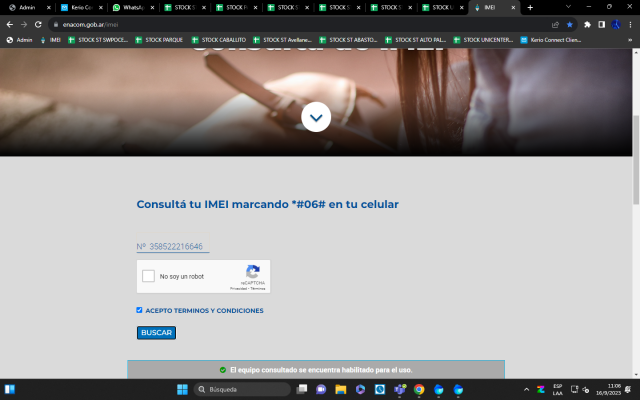 Admin
Kerio Co
WhatsA
STOCK S
STOCK S
STOCK S
STOCK S
IMEI
enacom.gob.ar/imei
Admin
IMEI
STOCK ST SWPOCE...
STOCK PARQUE
STOCK CABALLITO
STOCK ST Avellane...
STOCK ST ABASTO...
STOCK ST ALTO PAL...
STOCK UNICENTER...
Kerio Connect Clien...
»
Consultá tu IMEI marcando *#06# en tu celular
Nº 358522216646
No soy un robot
reCAPTCHA
Privacidad - Términos
ACEPTO TERMINOS Y CONDICIONES
BUSCAR
El equipo consultado se encuentra habilitado para el uso.
Búsqueda
ESP
LAA
11:06
16/9/2023